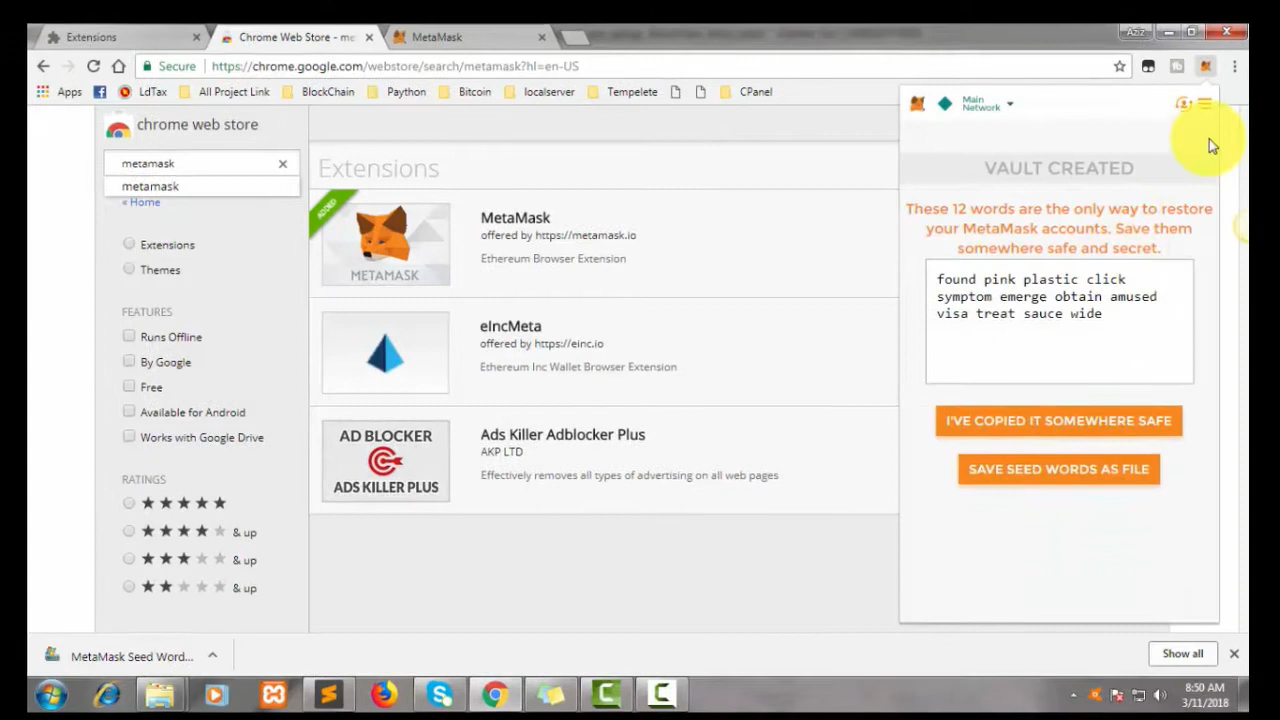 Extensions
Chrome Web Store - me
MetaMask
Aziz
Secure
https://chrome.google.com/webstore/search/metamask?hl=en-US
Apps
LdTax
All Project Link
BlockChain
Paython
Bitcoin
localserver
Tempelete
CPanel
chrome web store
metamask
metamask
« Home
Extensions
Themes
FEATURES
Runs Offline
By Google
Free
Available for Android
Works with Google Drive
RATINGS
& up
& up
& up
Extensions
ADDED
METAMASK
MetaMask
offered by https://metamask.io
Ethereum Browser Extension
eIncMeta
offered by https://einc.io
Ethereum Inc Wallet Browser Extension
AD BLOCKER
ADS KILLER PLUS
Ads Killer Adblocker Plus
AKP LTD
Effectively removes all types of advertising on all web pages
Main
Network
VAULT CREATED
These 12 words are the only way to restore
your MetaMask accounts. Save them
somewhere safe and secret.
found pink plastic click
symptom emerge obtain amused
visa treat sauce wide
I'VE COPIED IT SOMEWHERE SAFE
SAVE SEED WORDS AS FILE
MetaMask Seed Word...
Show all
8:50 AM
3/11/2018